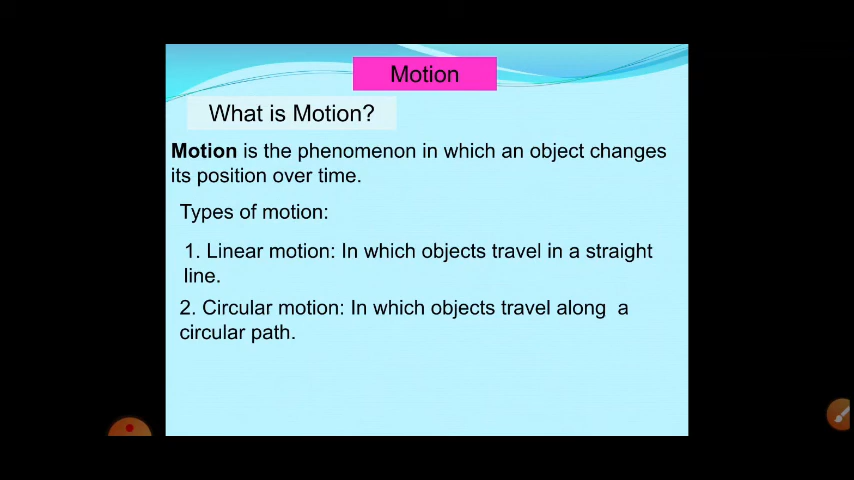 Motion
What is Motion?
Motion is the phenomenon in which an object changes
its position over time.
Types of motion:
1. Linear motion: In which objects travel in a straight
line.
2. Circular motion: In which objects travel along a
circular path.